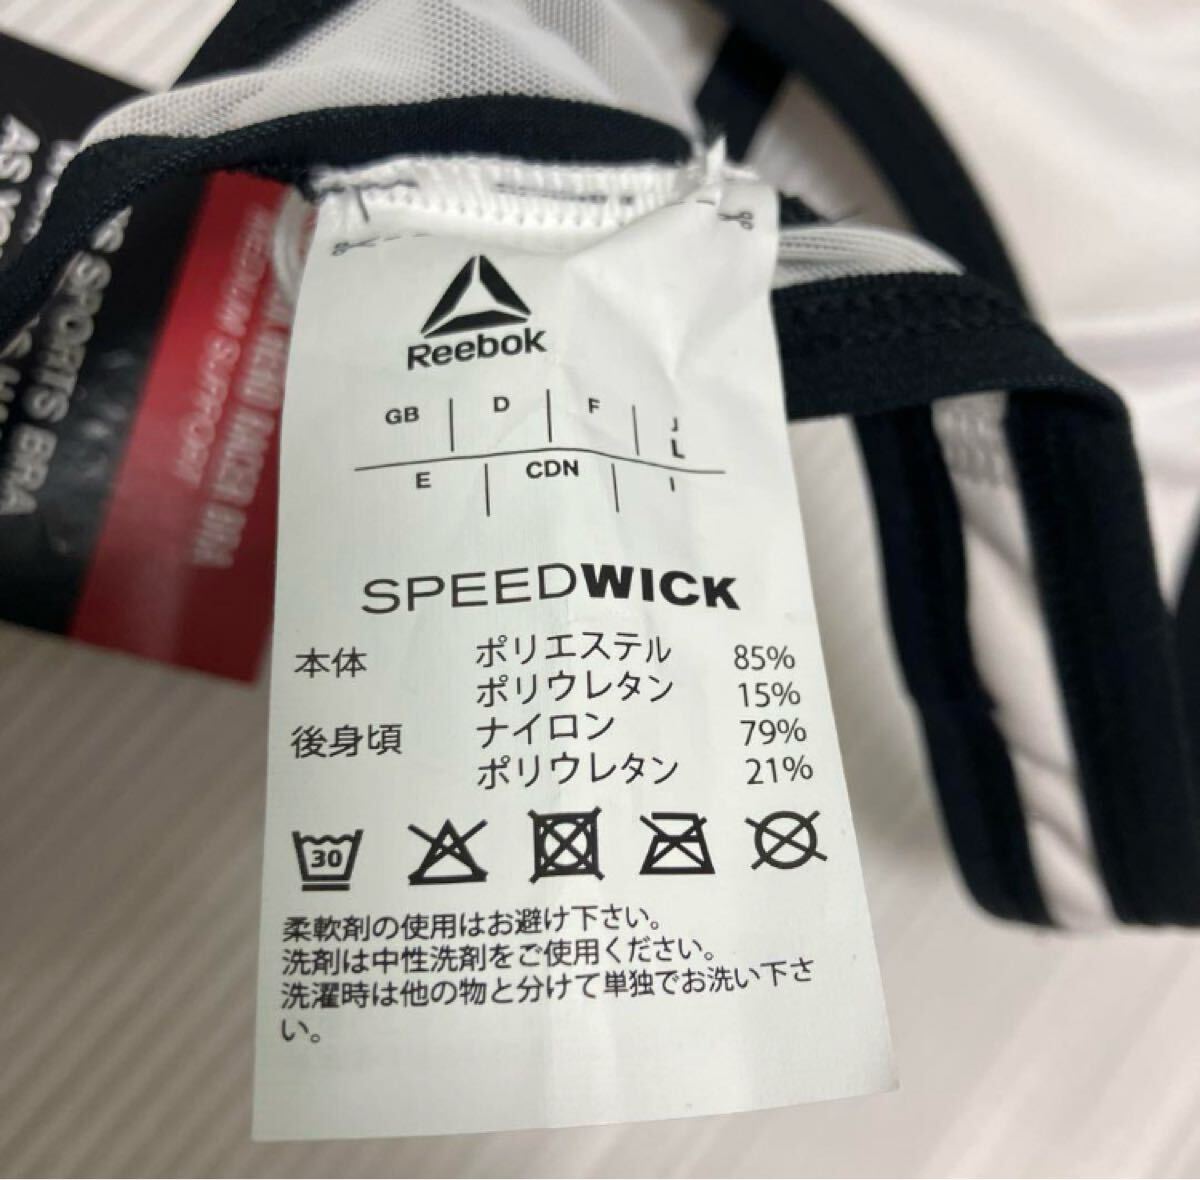 Reebok
GB D F J
L
E CDN I
SPEEDWICK
本体 ポリエステル 85%
ポリウレタン 15%
後身頃 ナイロン 79%
ポリウレタン 21%
30
柔軟剤の使用はお避け下さい。
洗剤は中性洗剤をご使用ください。
洗濯時は他の物と分けて単独でお洗い下さ
い。
RACER BRA
MEDIUM SUPPORT
SPORTS BRA
AS